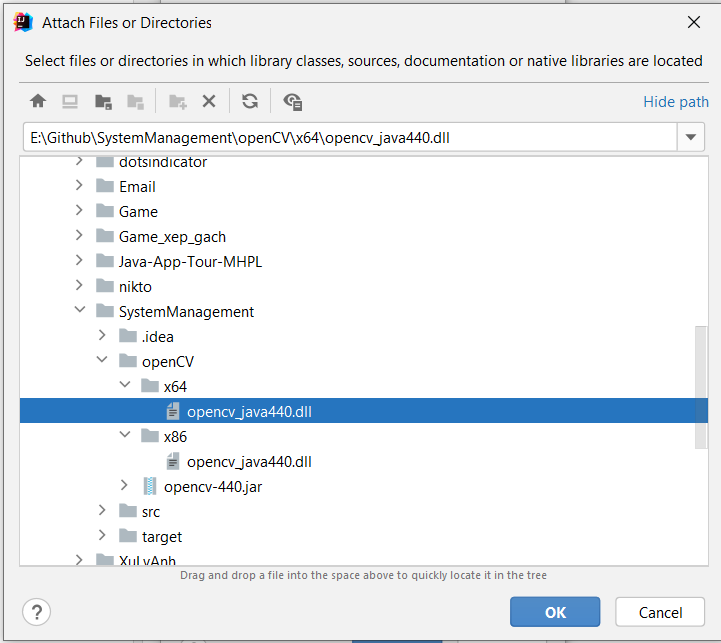 Attach Files or Directories
Select files or directories in which library classes, sources, documentation or native libraries are located
Hide path
E:\Github\SystemManagement\openCV\x64\opencv_java440.dll
dotsindicator
Email
Game
Game_xep_gach
Java-App-Tour-MHPL
nikto
SystemManagement
.idea
openCV
x64
opencv_java440.dll
x86
opencv_java440.dll
opencv-440.jar
src
target
XuLyAnh
Drag and drop a file into the space above to quickly locate it in the tree
?
OK
Cancel